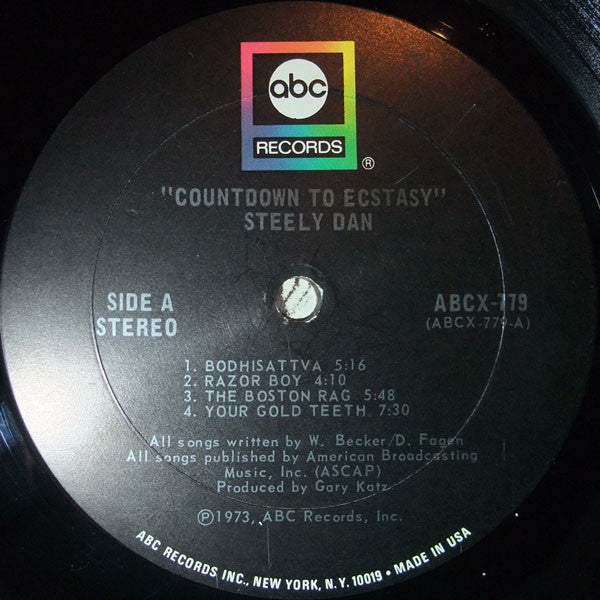 abc
RECORDS
®
"COUNTDOWN TO ECSTASY"
STEELY DAN
SIDE A
STEREO
ABCX-779
(ABCX-779-A)
1. BODHISATTVA 5:16
2. RAZOR BOY 4:10
3. THE BOSTON RAG 5:48
4. YOUR GOLD TEETH 7:30
All songs written by W. Becker/D. Fagen
All songs published by American Broadcasting
Music, Inc. (ASCAP)
Produced by Gary Katz
℗1973, ABC Records, Inc.
ABC RECORDS INC., NEW YORK, N.Y. 10019 • MADE IN USA